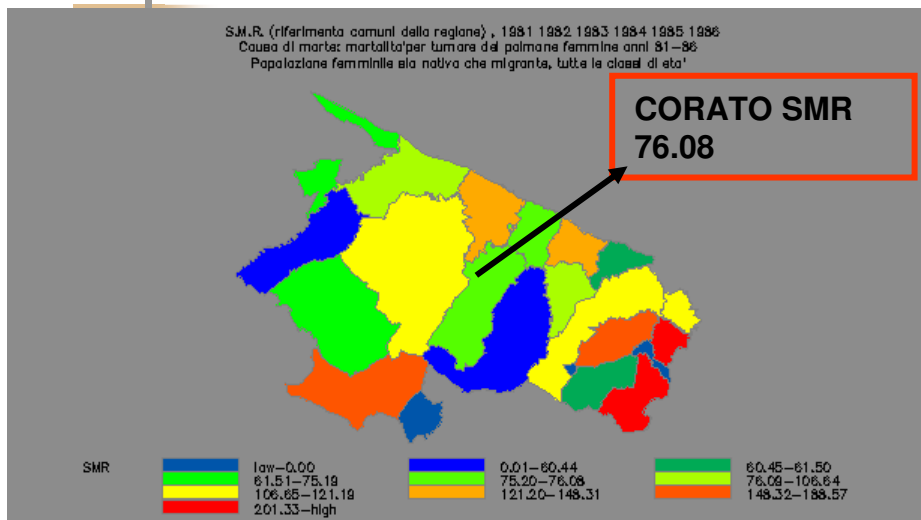 S.M.R. (riferimento comuni della regione) , 1981 1982 1983 1984 1985 1986
Causa di morte: mortalita'per tumore del polmone femmine anni 81-86
Popolazione femminile sia nativa che migrante, tutte le classi di eta'
CORATO SMR
76.08
SMR
low-0.00
0.01-60.44
60.45-61.50
61.51-75.19
75.20-76.08
76.09-106.64
106.65-121.19
121.20-148.31
148.32-188.57
201.33-high